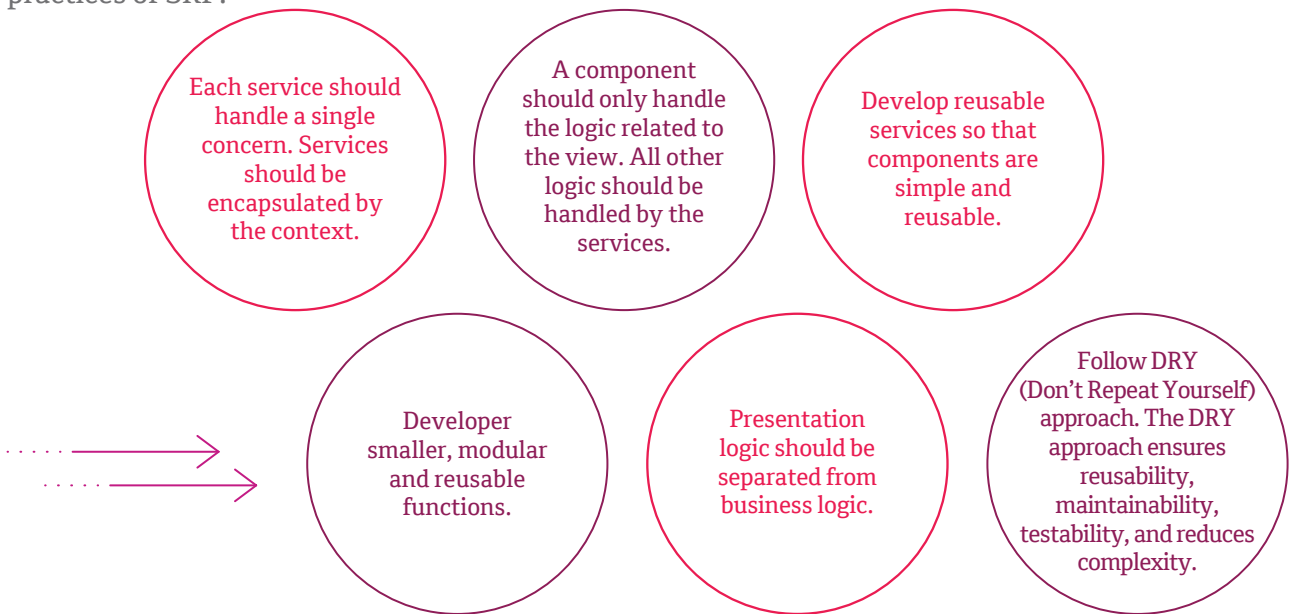 practices of SRP:
Each service should
handle a single
concern. Services
should be
encapsulated by
the context.
A component
should only handle
the logic related to
the view. All other
logic should be
handled by the
services.
Develop reusable
services so that
components are
simple and
reusable.
Developer
smaller, modular
and reusable
functions.
Presentation
logic should be
separated from
business logic.
Follow DRY
(Don’t Repeat Yourself)
approach. The DRY
approach ensures
reusability,
maintainability,
testability, and reduces
complexity.